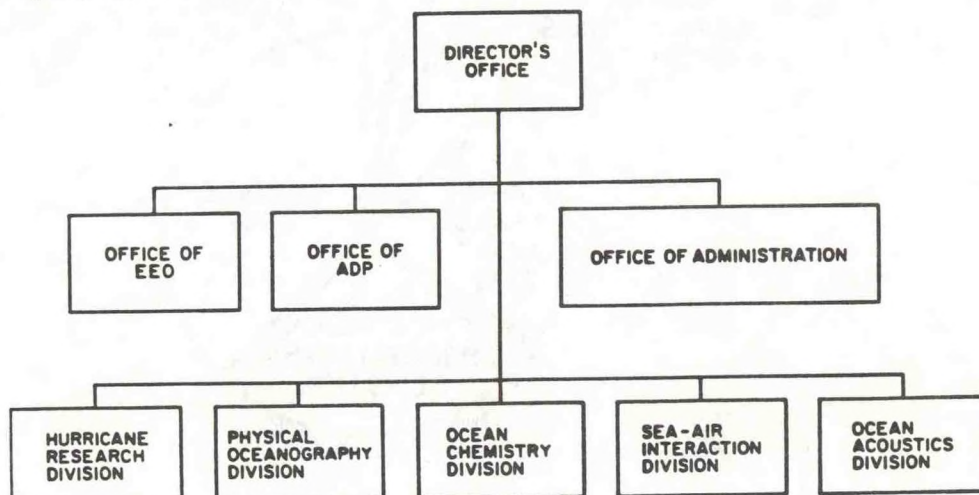 DIRECTOR'S
OFFICE
OFFICE OF
EEO
OFFICE OF
ADP
OFFICE OF ADMINISTRATION
HURRICANE
RESEARCH
DIVISION
PHYSICAL
OCEANOGRAPHY
DIVISION
OCEAN
CHEMISTRY
DIVISION
SEA-AIR
INTERACTION
DIVISION
OCEAN
ACOUSTICS
DIVISION